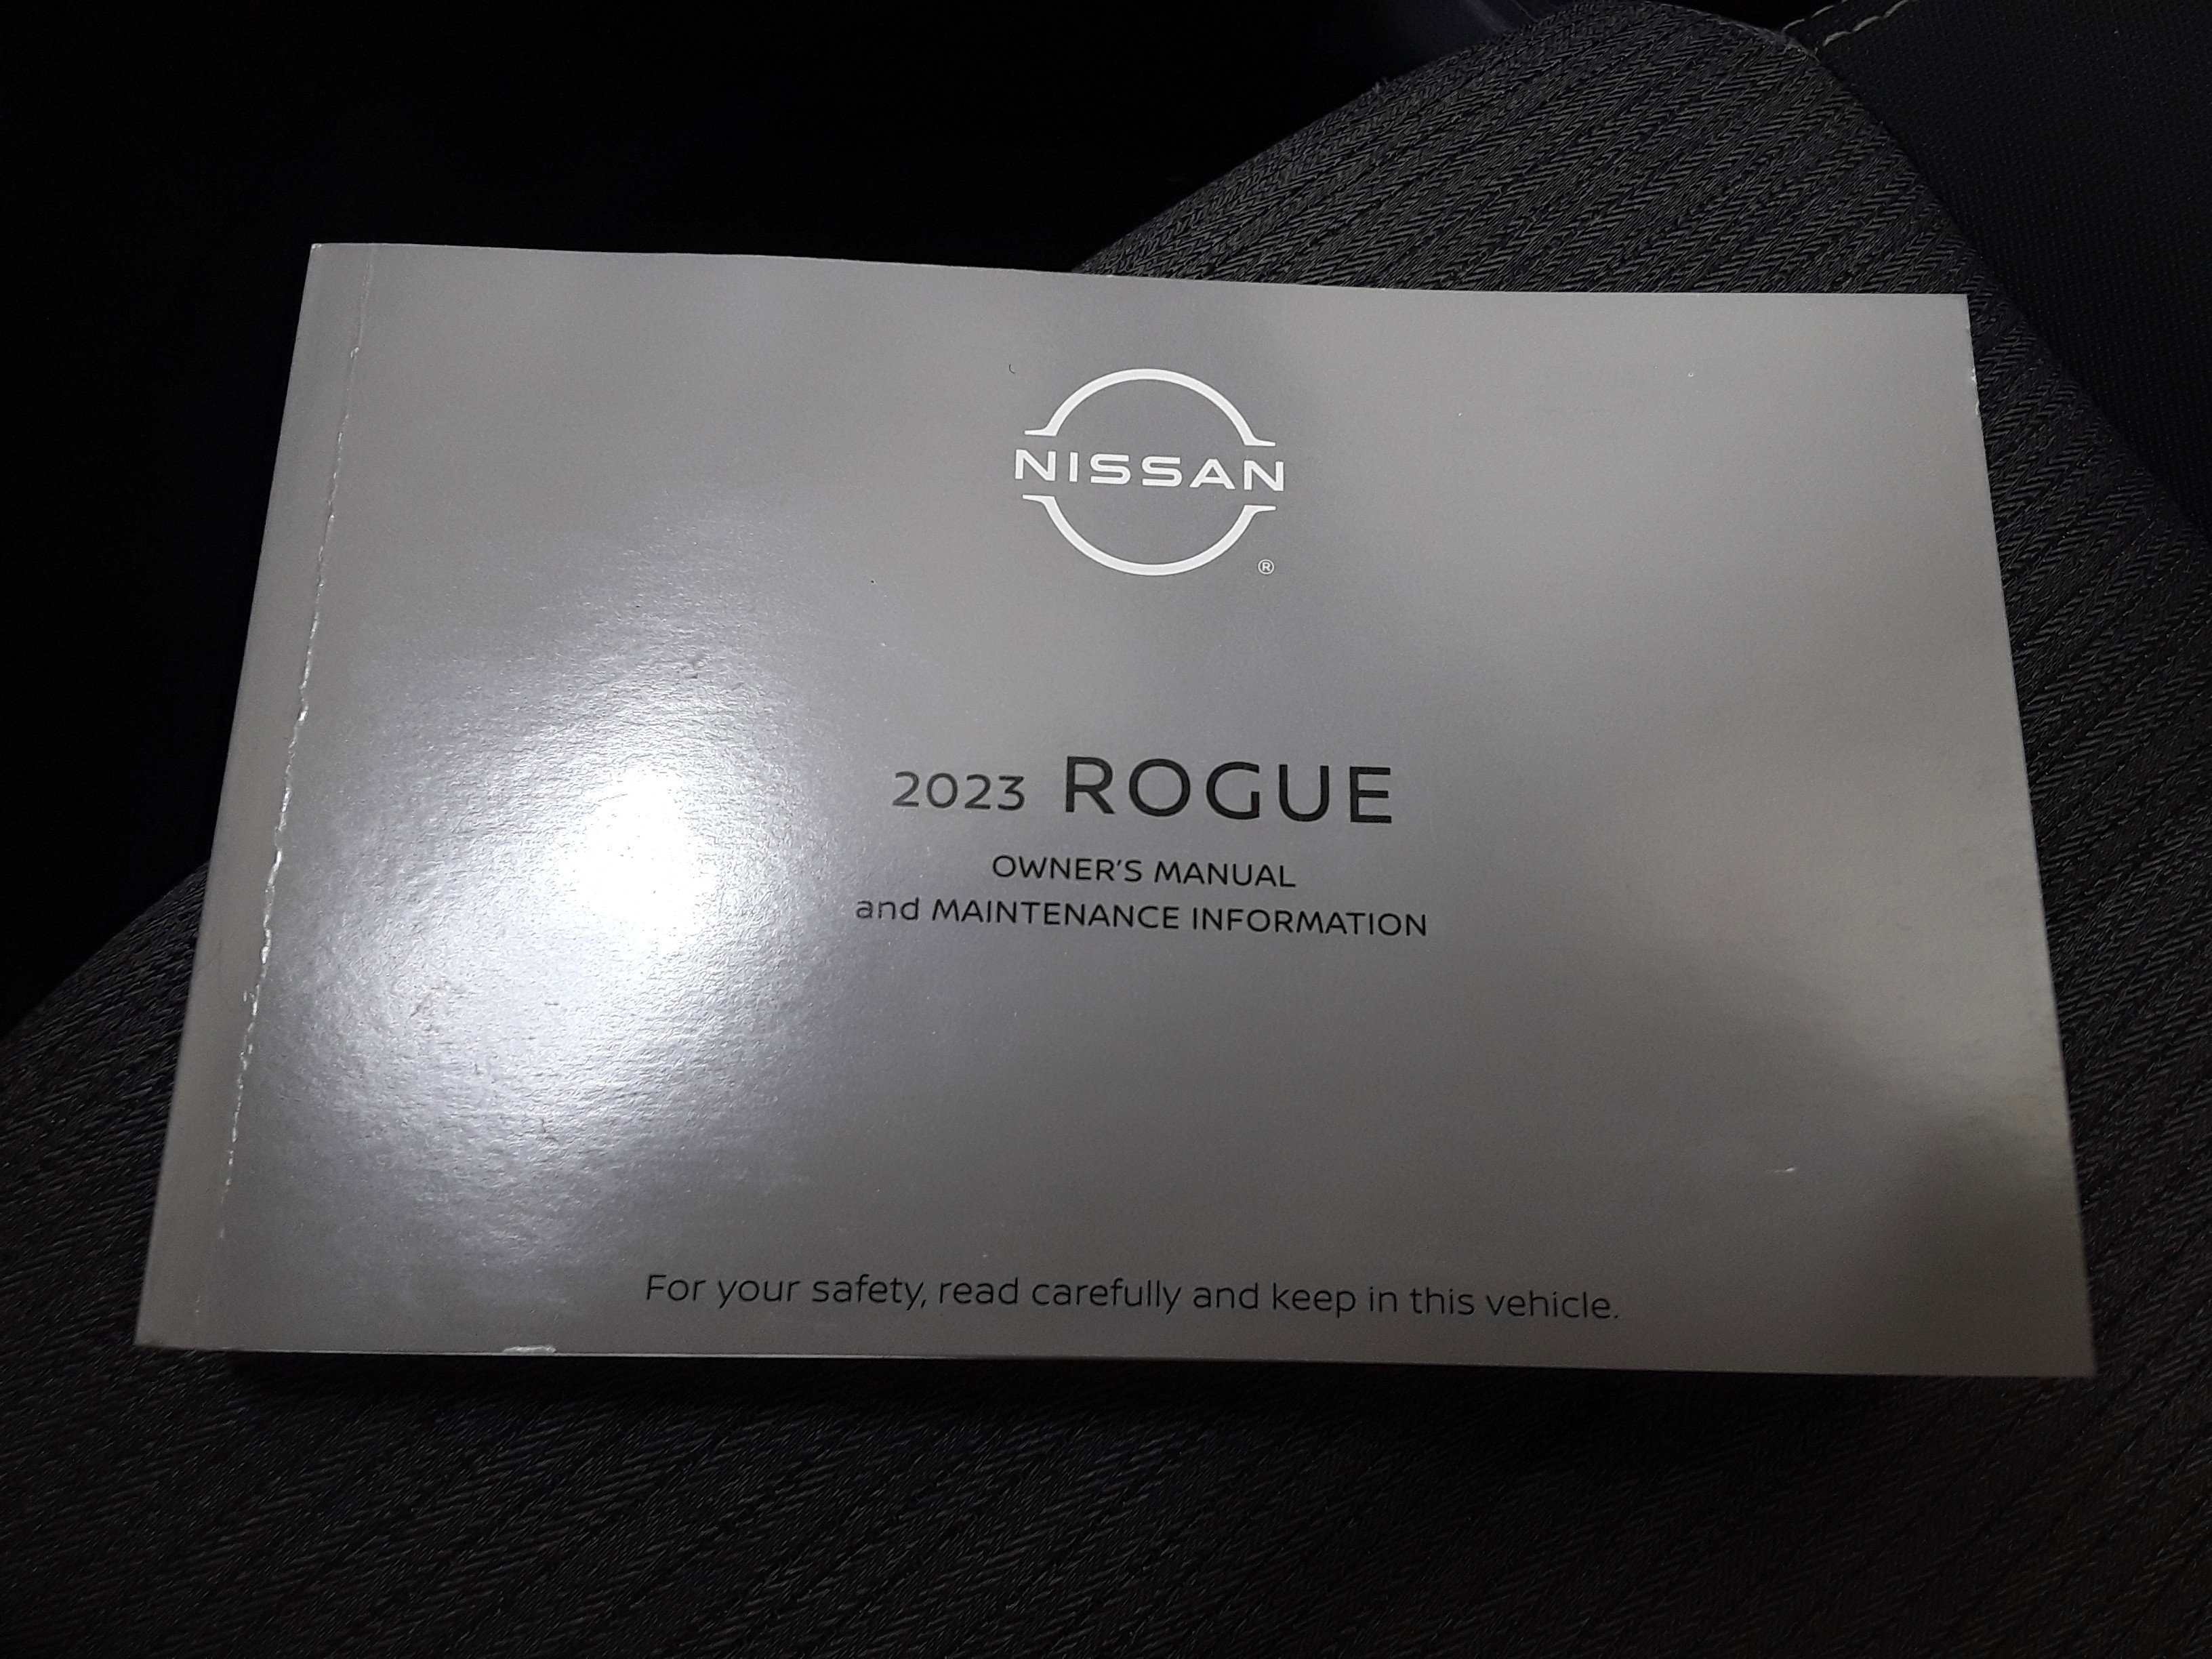 NISSAN
®
2023 ROGUE
OWNER'S MANUAL
and MAINTENANCE INFORMATION
For your safety, read carefully and keep in this vehicle.